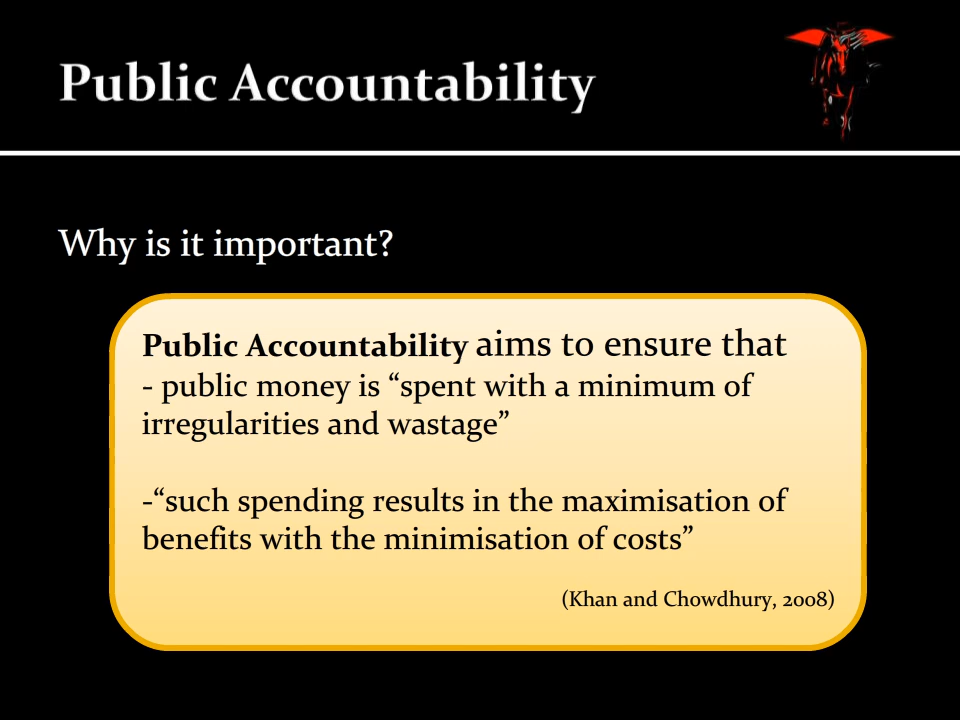 Public Accountability
Why is it important?
Public Accountability aims to ensure that
- public money is “spent with a minimum of
irregularities and wastage”
-“such spending results in the maximisation of
benefits with the minimisation of costs”
(Khan and Chowdhury, 2008)